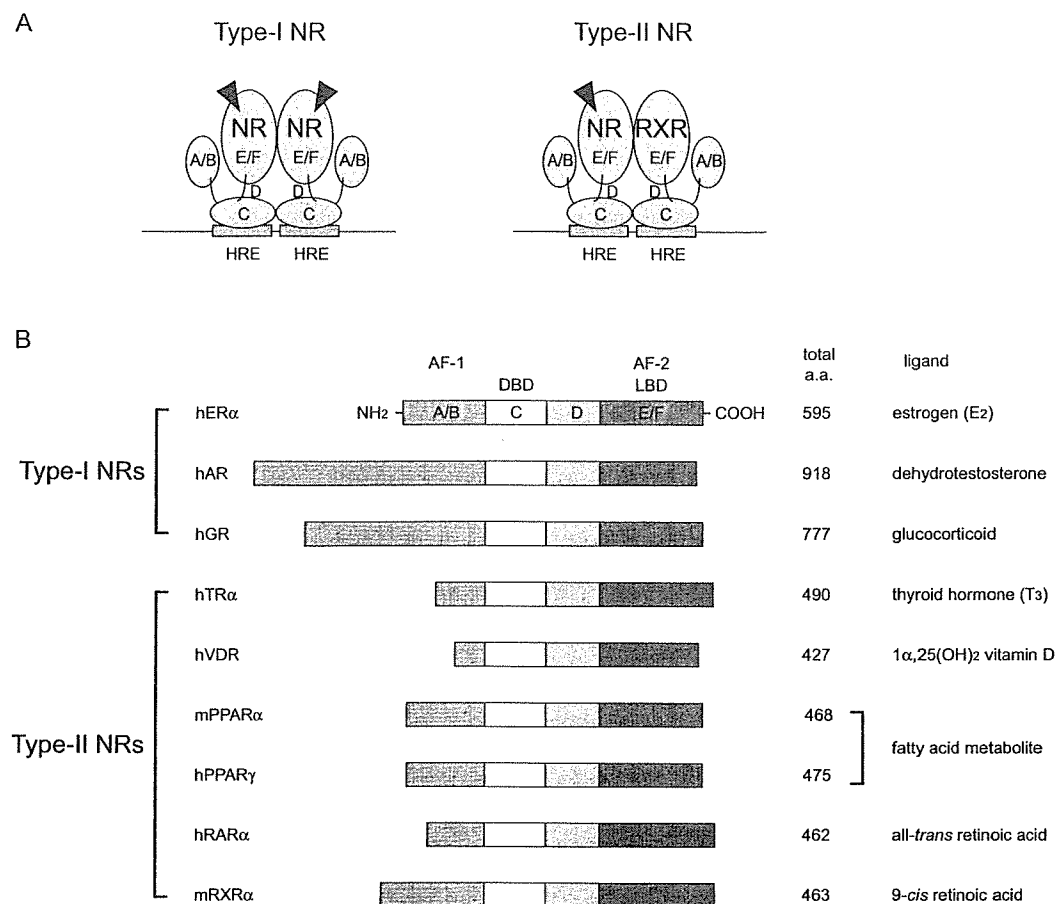 A
Type-I NR
Type-II NR
NR NR
NR RXR
A/B E/F E/F A/B
A/B E/F E/F A/B
D D
D D
C C
C C
HRE HRE
HRE HRE
B
AF-1 AF-2 total a.a. ligand
DBD LBD
hERα NH2 A/B C D E/F COOH 595 estrogen (E2)
Type-I NRs
hAR 918 dehydrotestosterone
hGR 777 glucocorticoid
hTRα 490 thyroid hormone (T3)
hVDR 427 1α,25(OH)2 vitamin D
mPPARα 468
Type-II NRs
fatty acid metabolite
hPPARγ 475
hRARα 462 all-trans retinoic acid
mRXRα 463 9-cis retinoic acid